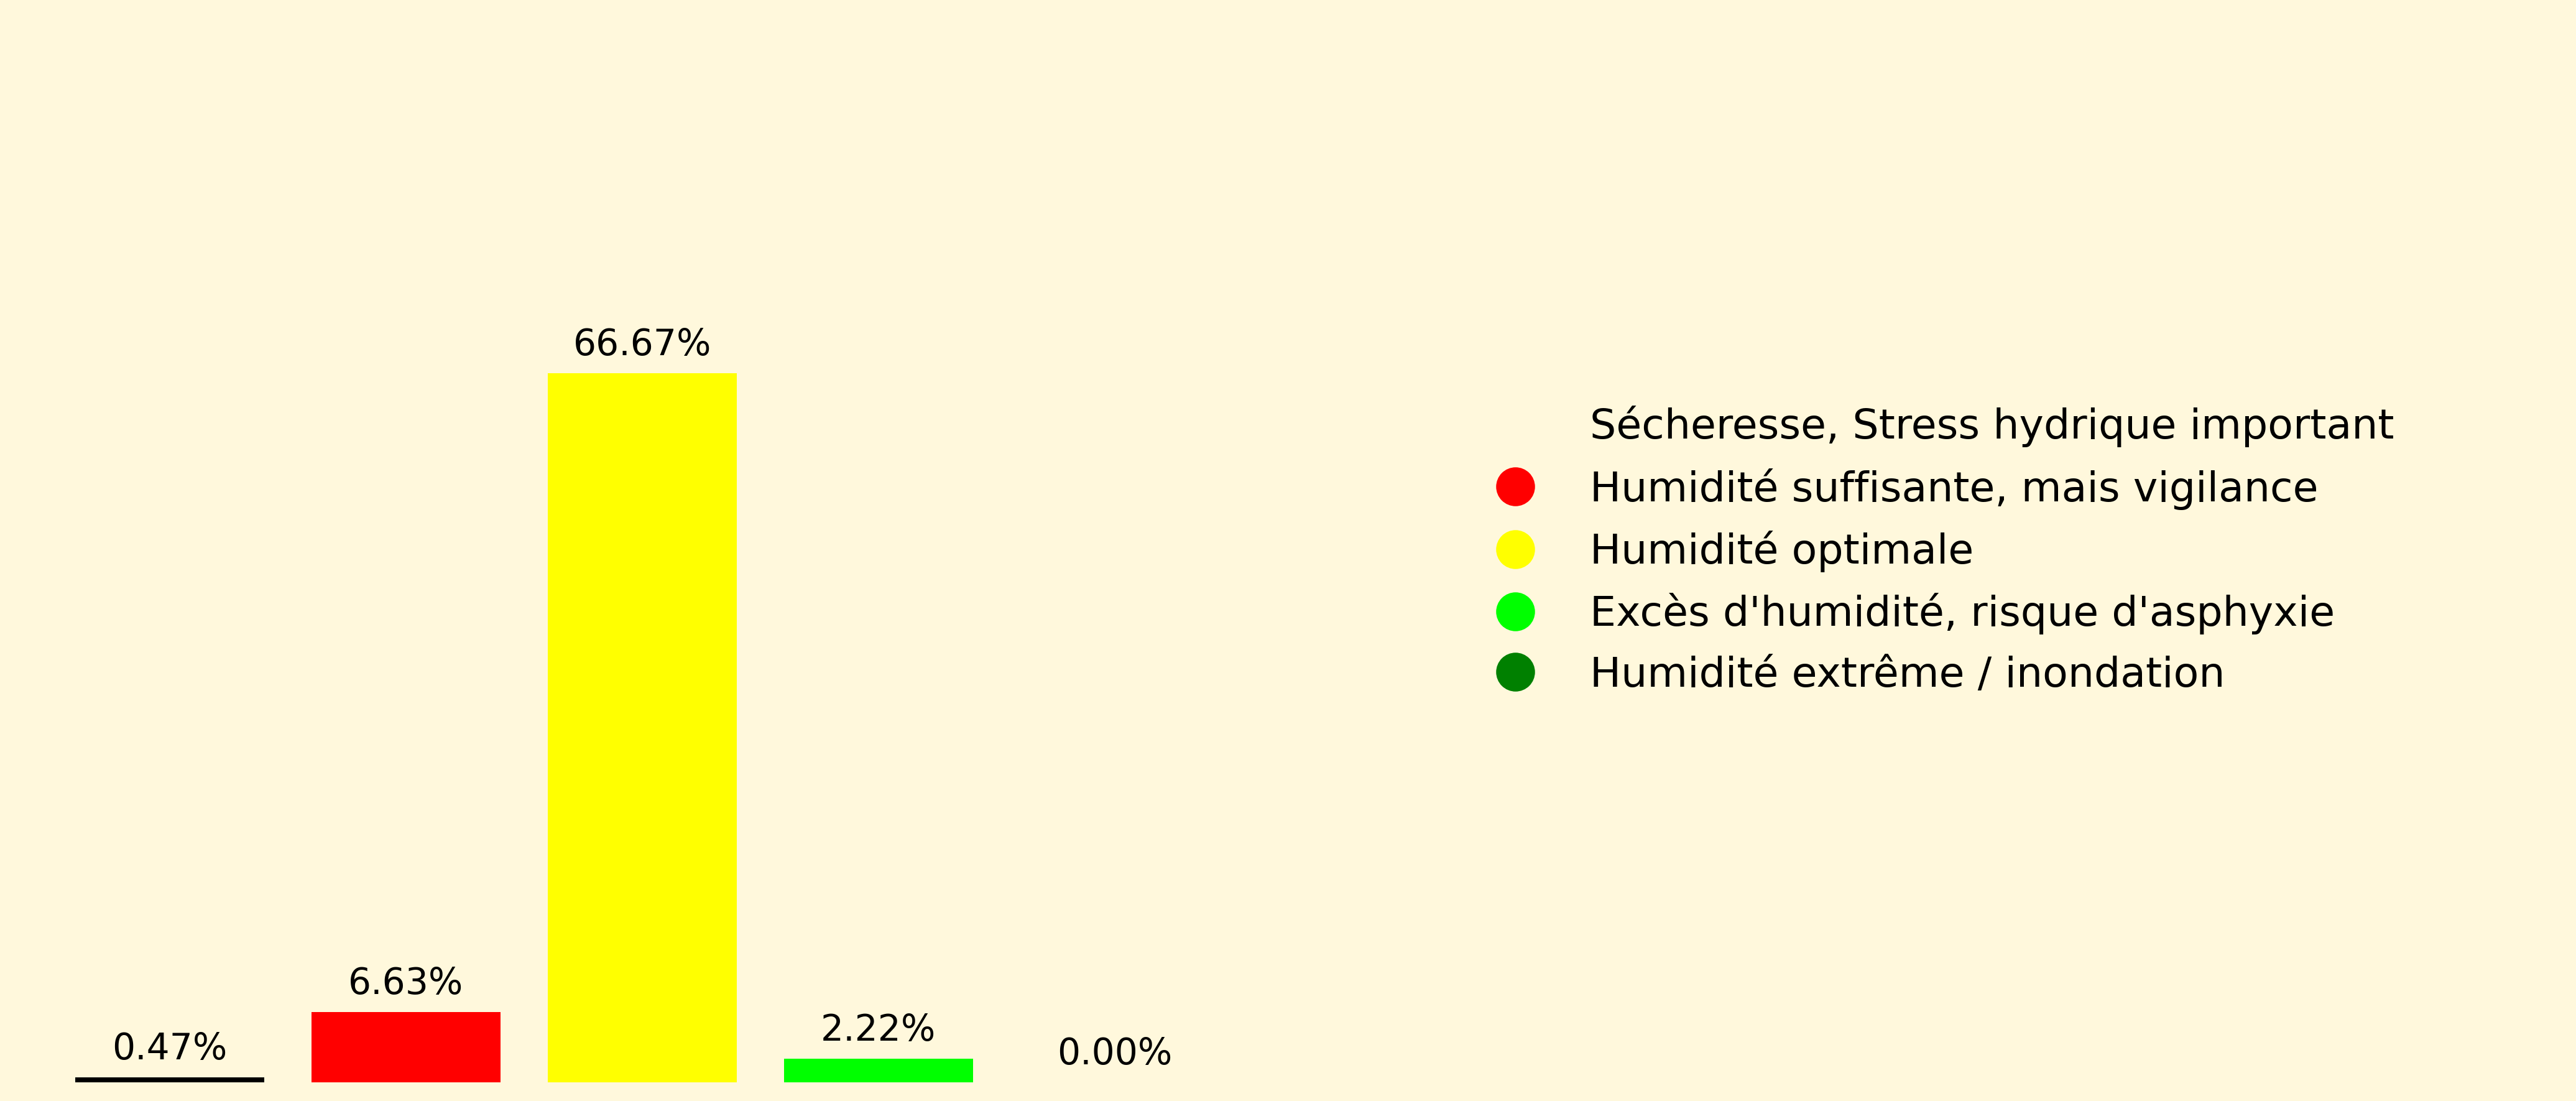 66.67%
6.63%
0.47%
2.22%
0.00%
Sécheresse, Stress hydrique important
Humidité suffisante, mais vigilance
Humidité optimale
Excès d'humidité, risque d'asphyxie
Humidité extrême / inondation